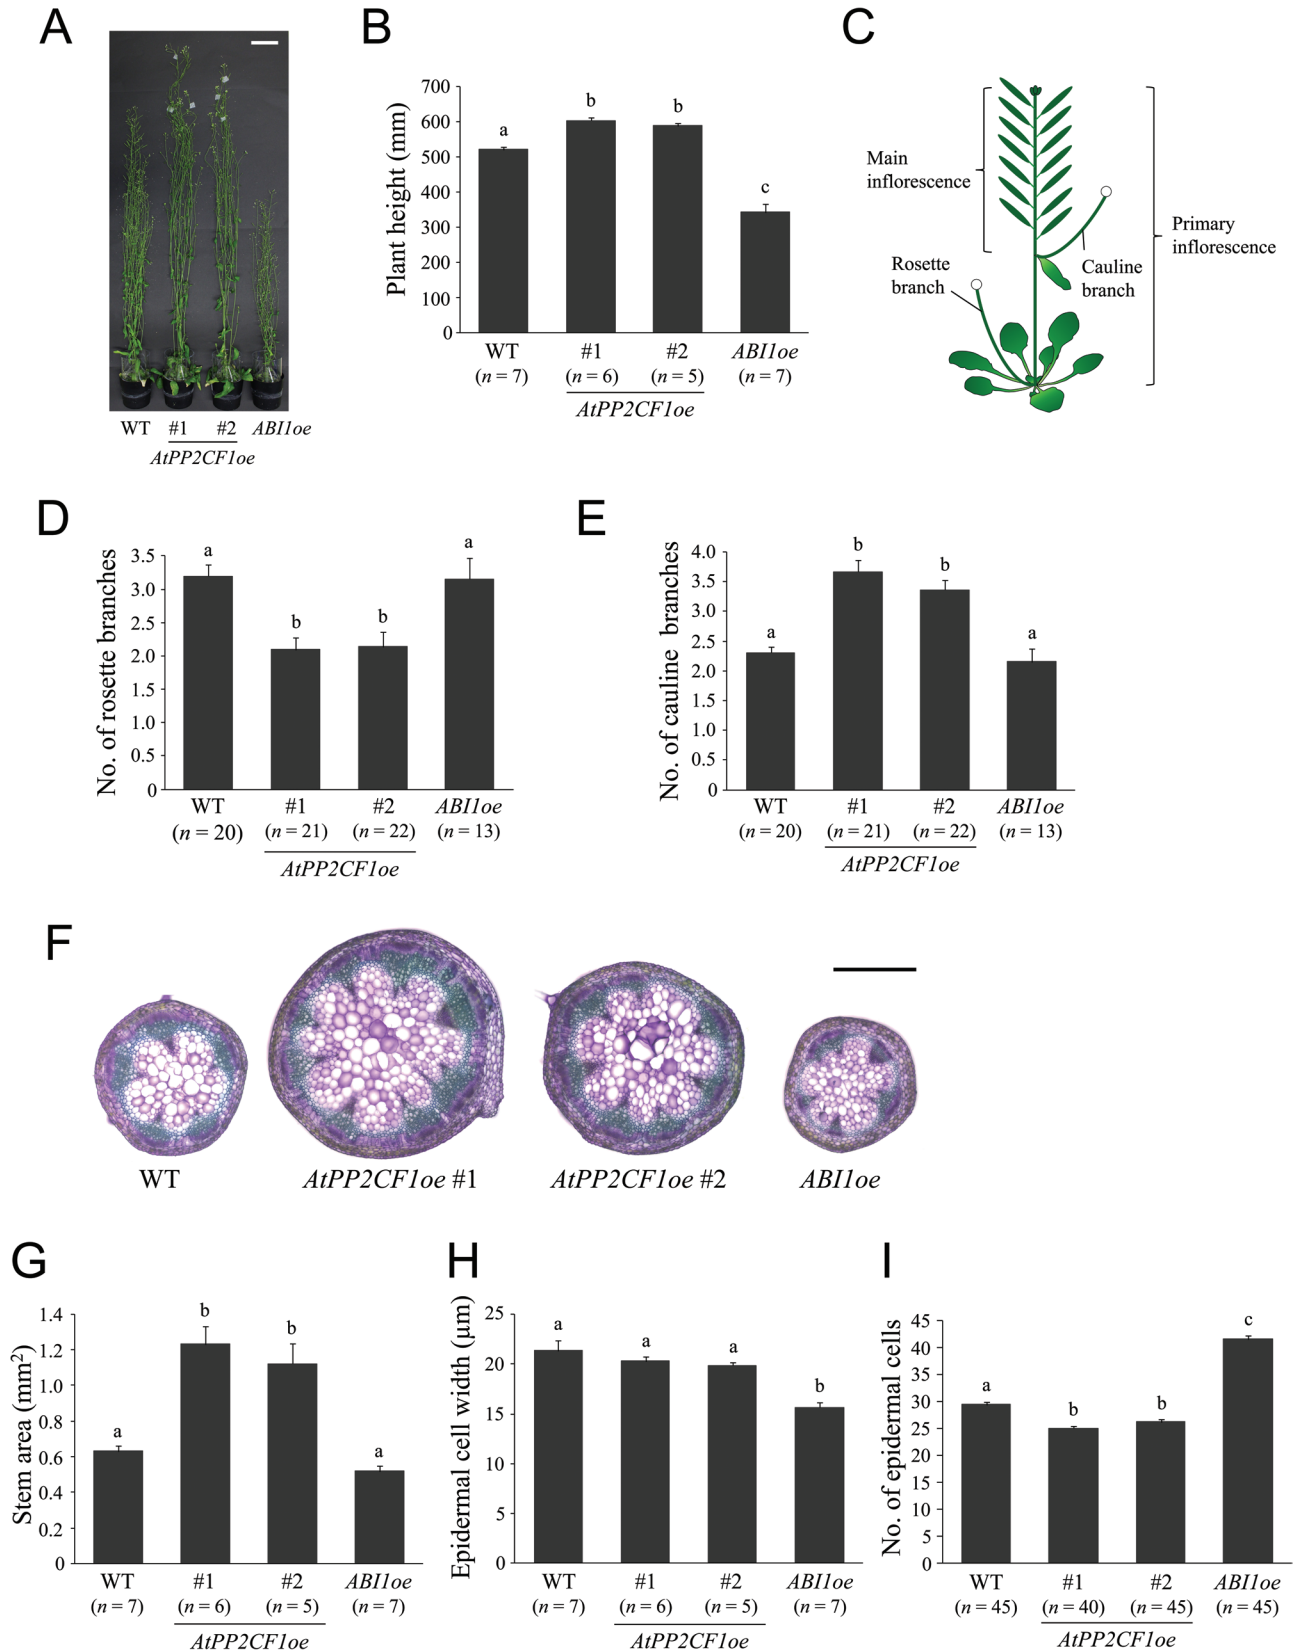 A
WT #1 #2 ABI1oe
AtPP2CF1oe
B
Plant height (mm)
700
600
500
400
300
200
100
0
a
b
b
c
WT #1 #2 ABI1oe
(n = 7) (n = 6) (n = 5) (n = 7)
AtPP2CF1oe
C
Main
inflorescence
Rosette
branch
Cauline
branch
Primary
inflorescence
D
No. of rosette branches
3.5
3.0
2.5
2.0
1.5
1.0
0.5
0
a
b
b
a
WT #1 #2 ABI1oe
(n = 20) (n = 21) (n = 22) (n = 13)
AtPP2CF1oe
E
No. of cauline branches
4.0
3.5
3.0
2.5
2.0
1.5
1.0
0.5
0
a
b
b
a
WT #1 #2 ABI1oe
(n = 20) (n = 21) (n = 22) (n = 13)
AtPP2CF1oe
F
WT AtPP2CF1oe #1 AtPP2CF1oe #2 ABI1oe
G
Stem area (mm²)
1.4
1.2
1.0
0.8
0.6
0.4
0.2
0
a
b
b
a
WT #1 #2 ABI1oe
(n = 7) (n = 6) (n = 5) (n = 7)
AtPP2CF1oe
H
Epidermal cell width (µm)
25
20
15
10
5
0
a
a
a
b
WT #1 #2 ABI1oe
(n = 7) (n = 6) (n = 5) (n = 7)
AtPP2CF1oe
I
No. of epidermal cells
45
40
35
30
25
20
15
10
5
0
a
b
b
c
WT #1 #2 ABI1oe
(n = 45) (n = 40) (n = 45) (n = 45)
AtPP2CF1oe